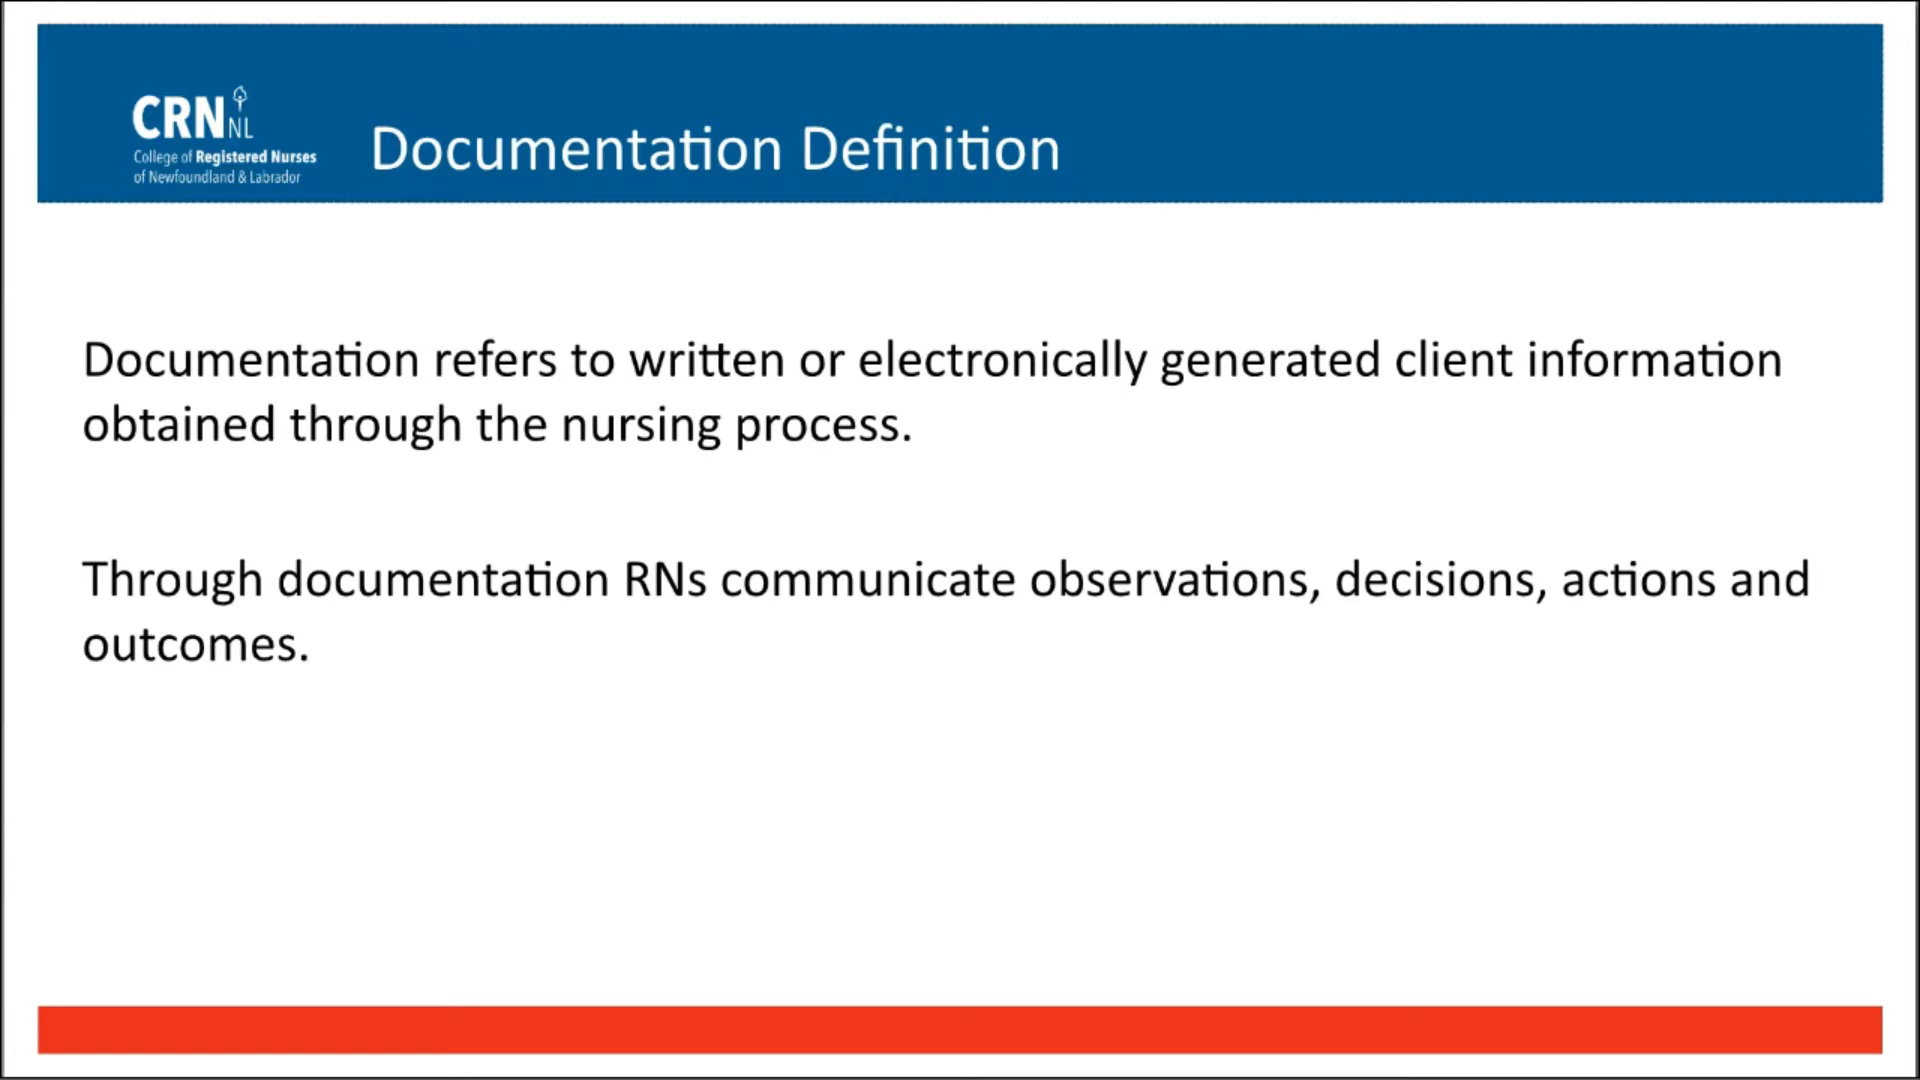 CRN NL
College of Registered Nurses
of Newfoundland & Labrador
Documentation Definition
Documentation refers to written or electronically generated client information
obtained through the nursing process.
Through documentation RNs communicate observations, decisions, actions and
outcomes.